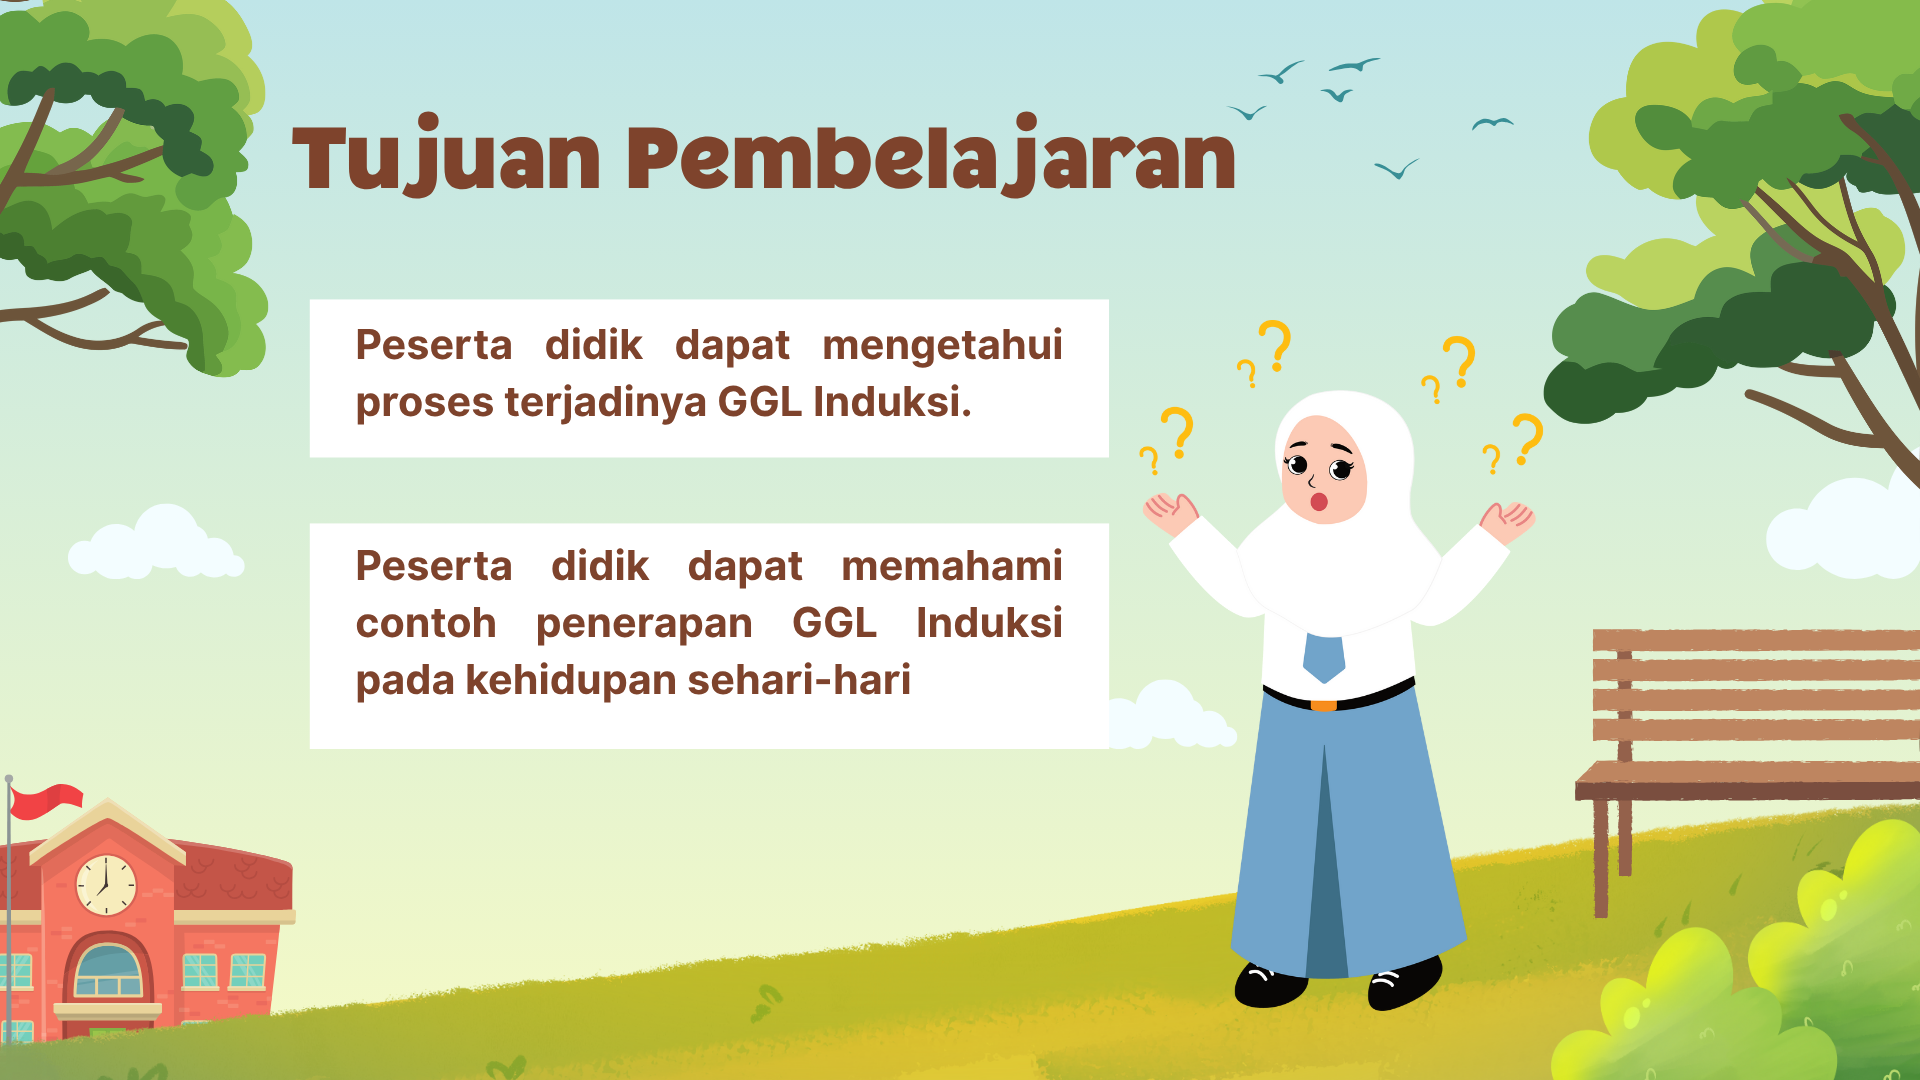 Tujuan Pembelajaran
Peserta didik dapat mengetahui
proses terjadinya GGL Induksi.
Peserta didik dapat memahami
contoh penerapan GGL Induksi
pada kehidupan sehari-hari
? ?
? ?
? ?
? ?